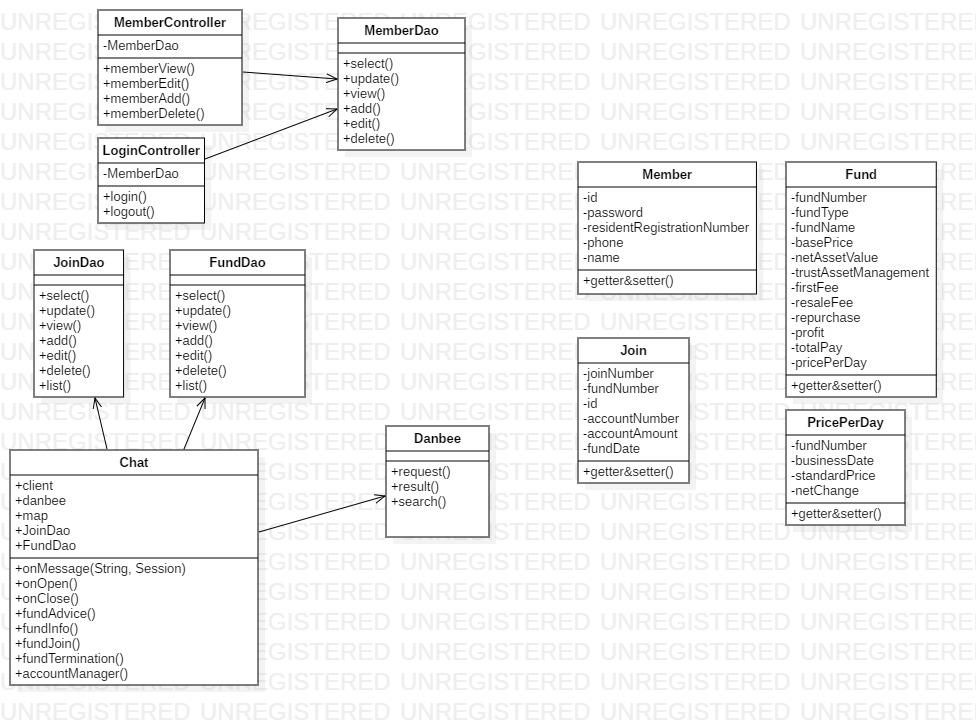 MemberController
-MemberDao
+memberView()
+memberEdit()
+memberAdd()
+memberDelete()
MemberDao
+select()
+update()
+view()
+add()
+edit()
+delete()
LoginController
-MemberDao
+login()
+logout()
JoinDao
+select()
+update()
+view()
+add()
+edit()
+delete()
+list()
FundDao
+select()
+update()
+view()
+add()
+edit()
+delete()
+list()
Chat
+client
+danbee
+map
+JoinDao
+FundDao
+onMessage(String, Session)
+onOpen()
+onClose()
+fundAdvice()
+fundInfo()
+fundJoin()
+fundTermination()
+accountManager()
Danbee
+request()
+result()
+search()
Member
-id
-password
-residentRegistrationNumber
-phone
-name
+getter&setter()
Join
-joinNumber
-fundNumber
-id
-accountNumber
-accountAmount
-fundDate
+getter&setter()
Fund
-fundNumber
-fundType
-fundName
-basePrice
-netAssetValue
-trustAssetManagement
-firstFee
-resaleFee
-repurchase
-profit
-totalPay
-pricePerDay
+getter&setter()
PricePerDay
-fundNumber
-businessDate
-standardPrice
-netChange
+getter&setter()
UNREGISTERED